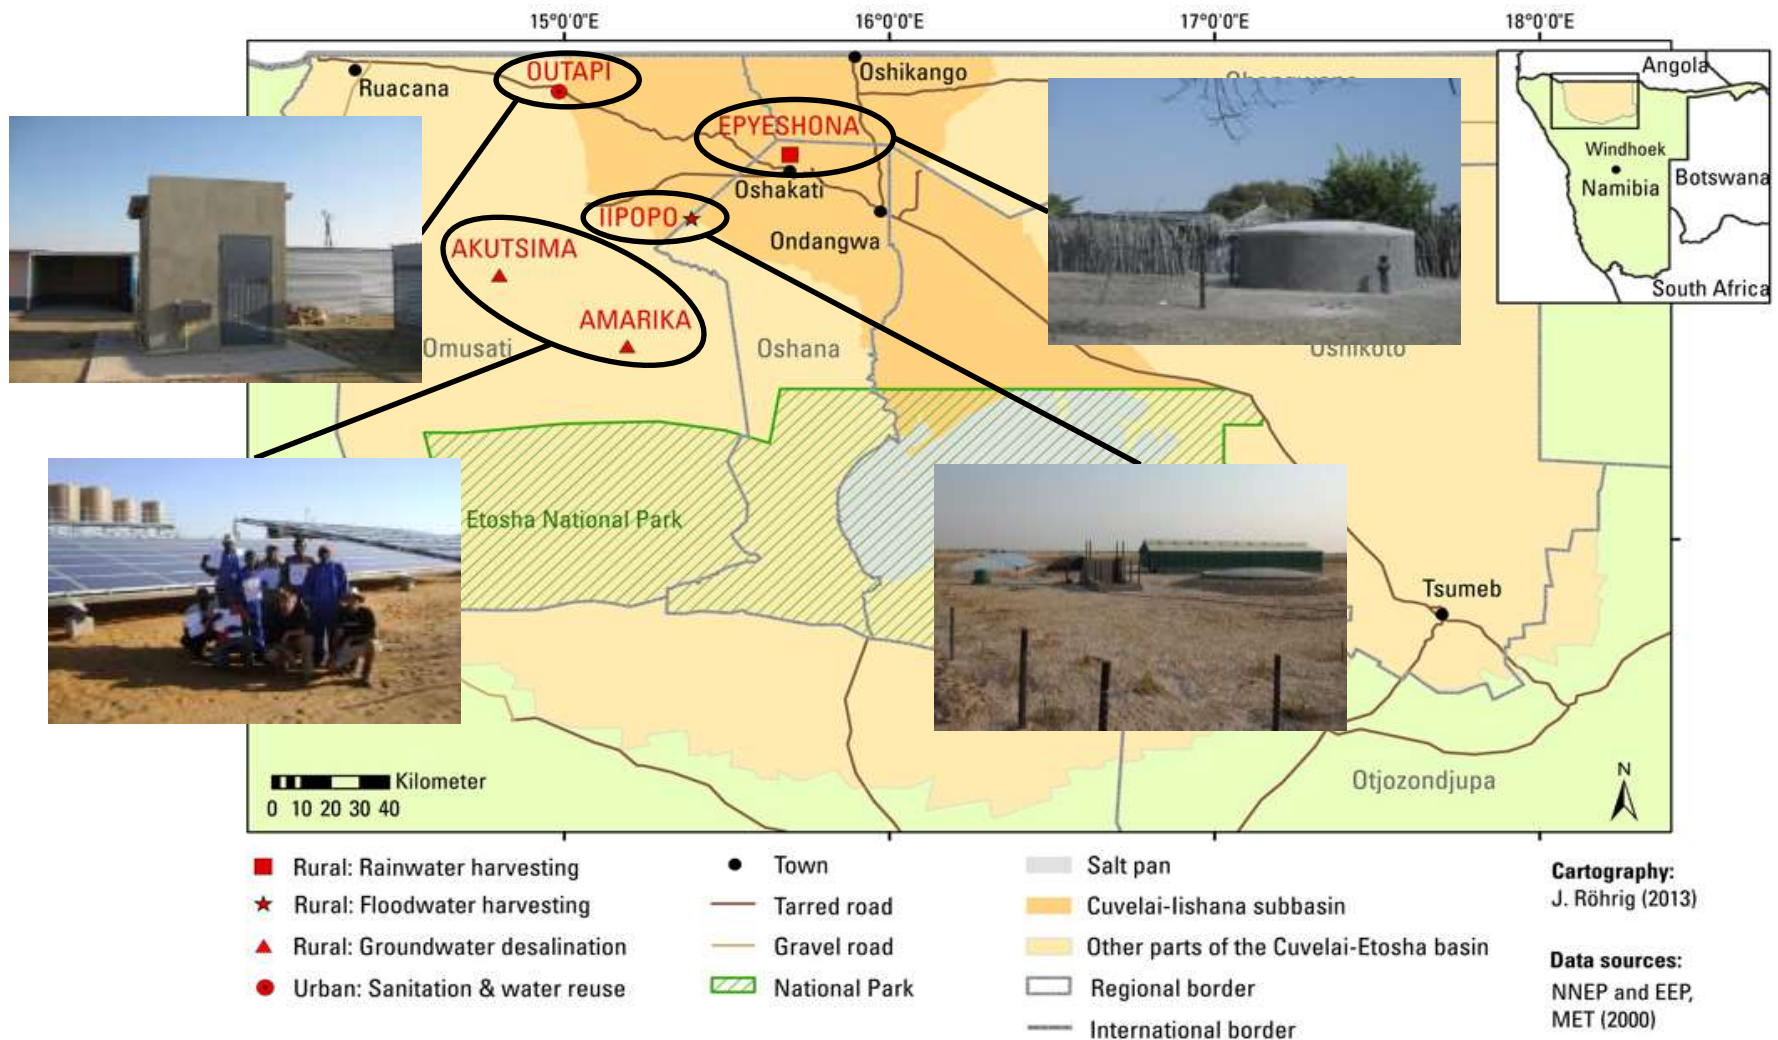 15°0'0"E
16°0'0"E
17°0'0"E
18°0'0"E
Ruacana
OUTAPI
Oshikango
EPYESHONA
Oshakati
IIPOPO
Ondangwa
AKUTSIMA
AMARIKA
Omusati
Oshana
Oshikoto
Etosha National Park
Tsumeb
Otjozondjupa
Angola
Windhoek
Namibia
Botswana
South Africa
Kilometer
0 10 20 30 40
N
Rural: Rainwater harvesting
Rural: Floodwater harvesting
Rural: Groundwater desalination
Urban: Sanitation & water reuse
Town
Tarred road
Gravel road
National Park
Salt pan
Cuvelai-Iishana subbasin
Other parts of the Cuvelai-Etosha basin
Regional border
International border
Cartography:
J. Röhrig (2013)
Data sources:
NNEP and EEP,
MET (2000)